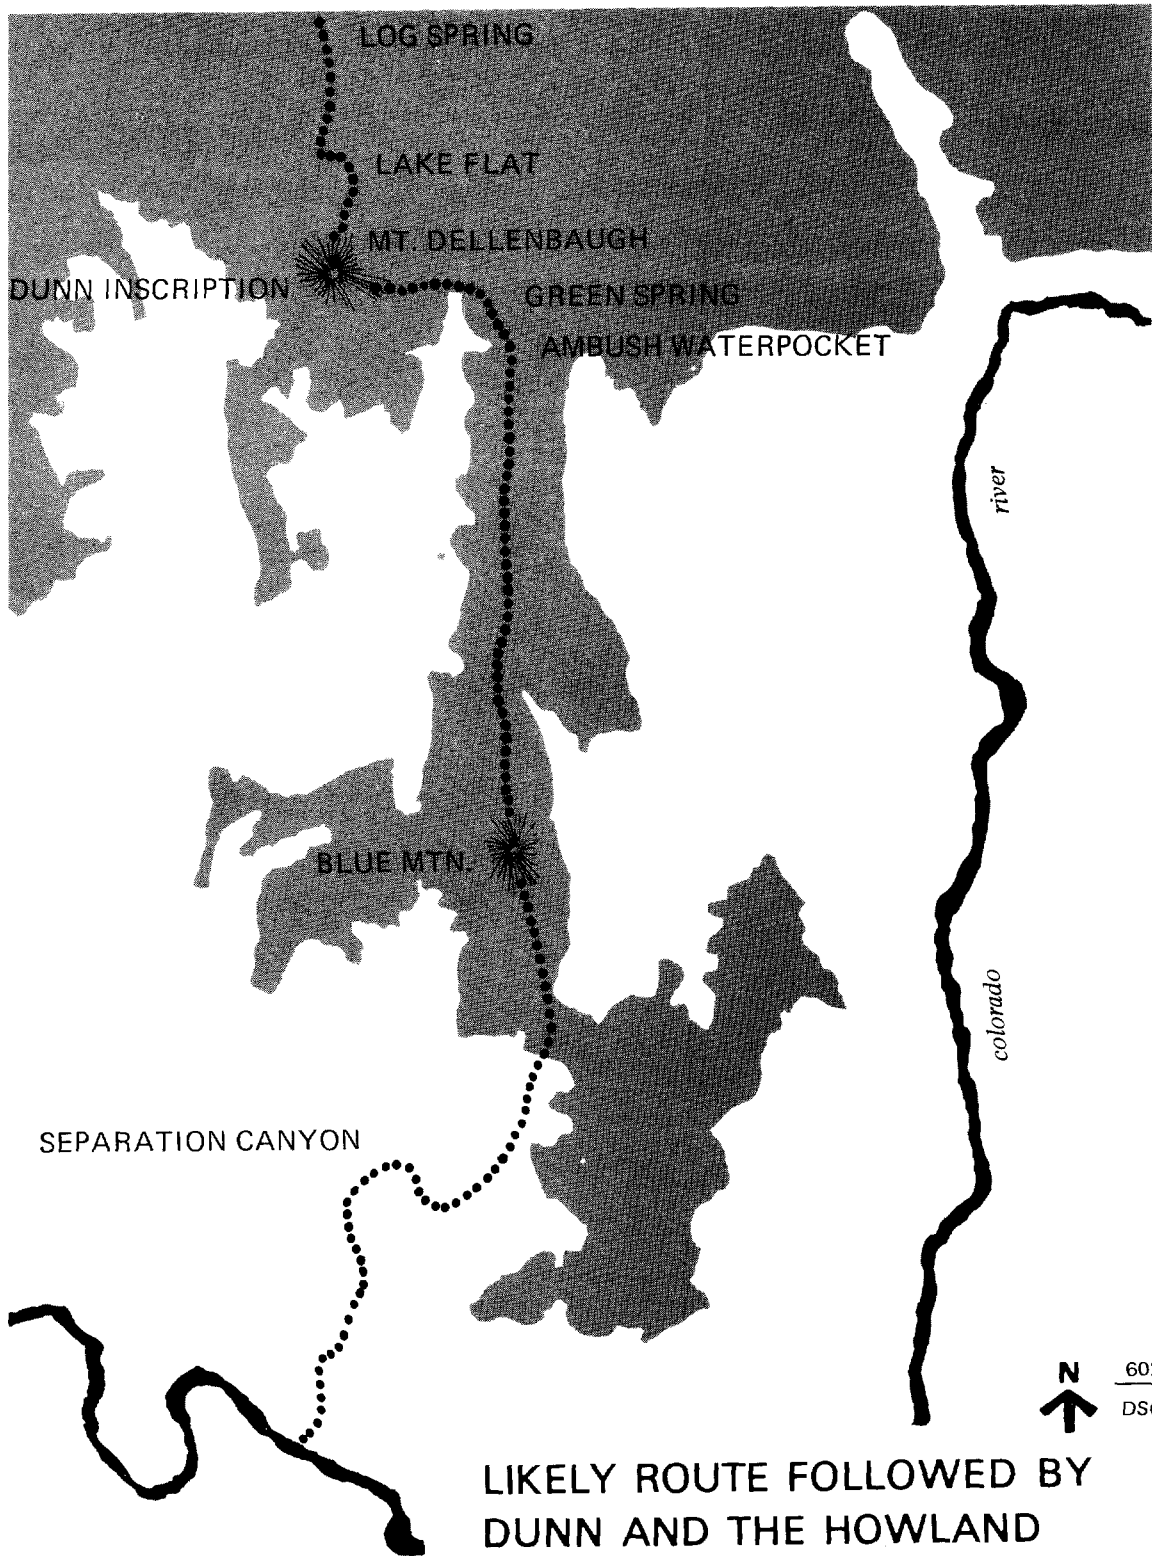 LOG SPRING
LAKE FLAT
MT. DELLENBAUGH
DUNN INSCRIPTION
GREEN SPRING
AMBUSH WATERPOCKET
river
BLUE MTN.
colorado
SEPARATION CANYON
N
LIKELY ROUTE FOLLOWED BY
DUNN AND THE HOWLAND